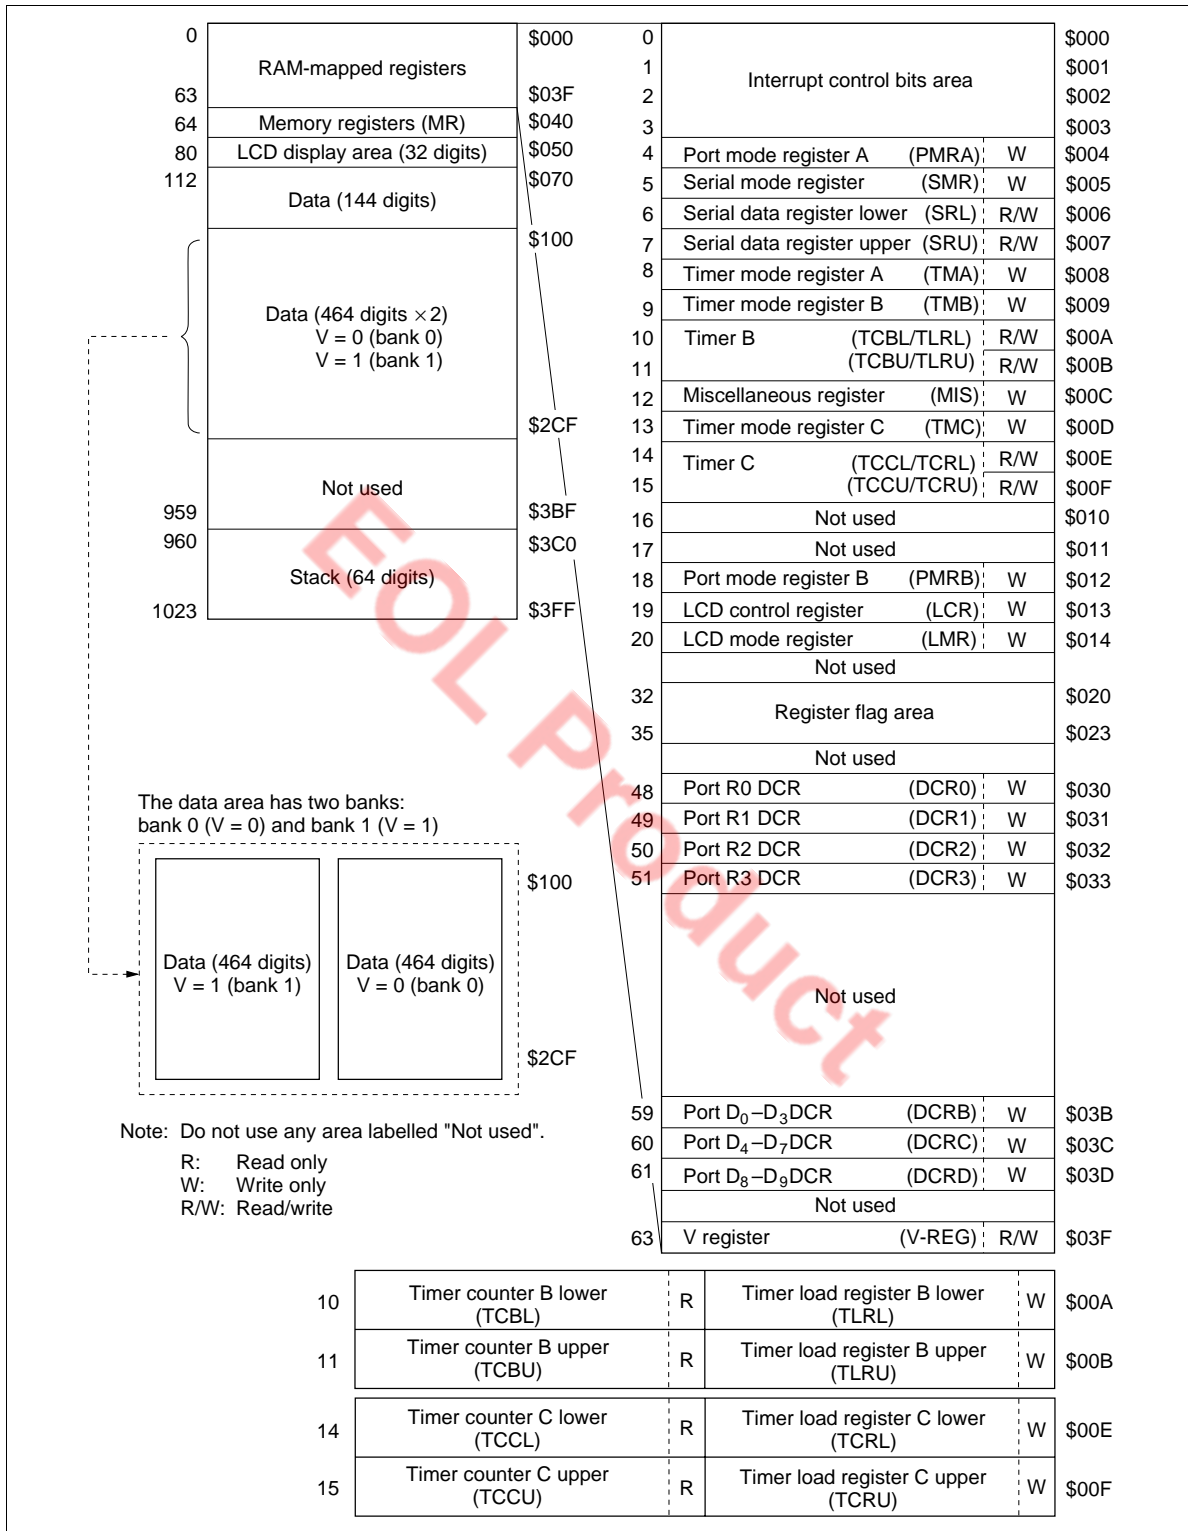 0 RAM-mapped registers $000
63 $03F
64 Memory registers (MR) $040
80 LCD display area (32 digits) $050
112 Data (144 digits) $070
$100
Data (464 digits ×2)
V = 0 (bank 0)
V = 1 (bank 1)
$2CF
Not used
959 $3BF
960 $3C0
Stack (64 digits)
1023 $3FF
The data area has two banks:
bank 0 (V = 0) and bank 1 (V = 1)
$100
Data (464 digits) Data (464 digits)
V = 1 (bank 1) V = 0 (bank 0)
$2CF
Note: Do not use any area labelled "Not used".
R: Read only
W: Write only
R/W: Read/write
0 $000
1 Interrupt control bits area $001
2 $002
3 $003
4 Port mode register A (PMRA) W $004
5 Serial mode register (SMR) W $005
6 Serial data register lower (SRL) R/W $006
7 Serial data register upper (SRU) R/W $007
8 Timer mode register A (TMA) W $008
9 Timer mode register B (TMB) W $009
10 Timer B (TCBL/TLRL) R/W $00A
11 (TCBU/TLRU) R/W $00B
12 Miscellaneous register (MIS) W $00C
13 Timer mode register C (TMC) W $00D
14 Timer C (TCCL/TCRL) R/W $00E
15 (TCCU/TCRU) R/W $00F
16 Not used $010
17 Not used $011
18 Port mode register B (PMRB) W $012
19 LCD control register (LCR) W $013
20 LCD mode register (LMR) W $014
Not used
32 $020
Register flag area
35 $023
Not used
48 Port R0 DCR (DCR0) W $030
49 Port R1 DCR (DCR1) W $031
50 Port R2 DCR (DCR2) W $032
51 Port R3 DCR (DCR3) W $033
Not used
59 Port D0–D3DCR (DCRB) W $03B
60 Port D4–D7DCR (DCRC) W $03C
61 Port D8–D9DCR (DCRD) W $03D
Not used
63 V register (V-REG) R/W $03F
10 Timer counter B lower R Timer load register B lower W $00A
(TCBL) (TLRL)
11 Timer counter B upper R Timer load register B upper W $00B
(TCBU) (TLRU)
14 Timer counter C lower R Timer load register C lower W $00E
(TCCL) (TCRL)
15 Timer counter C upper R Timer load register C upper W $00F
(TCCU) (TCRU)
EOL Product